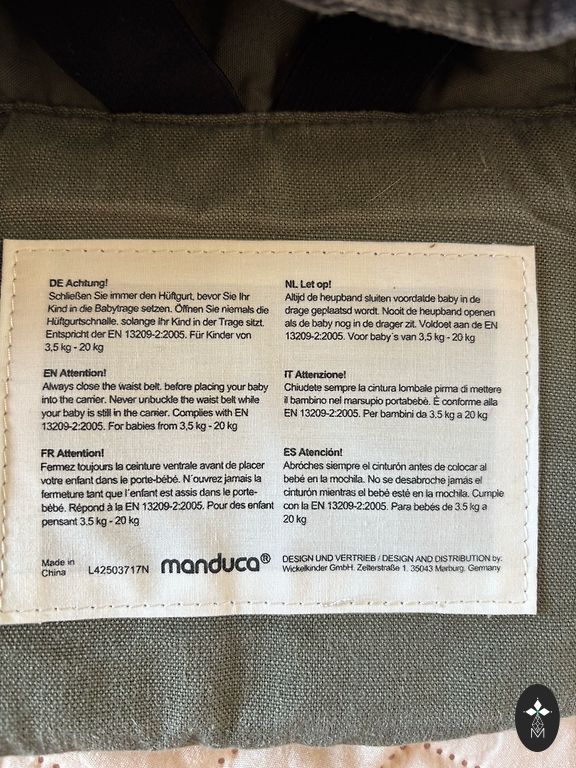 DE Achtung!
Schließen Sie immer den Hüftgurt, bevor Sie Ihr
Kind in die Babytrage setzen. Öffnen Sie niemals die
Hüftgurtschnalle, solange Ihr Kind in der Trage sitzt.
Entspricht der EN 13209-2:2005. Für Kinder von
3,5 kg - 20 kg
EN Attention!
Always close the waist belt, before placing your baby
into the carrier. Never unbuckle the waist belt while
your baby is still in the carrier. Complies with EN
13209-2:2005. For babies from 3,5 kg - 20 kg
FR Attention!
Fermez toujours la ceinture ventrale avant de placer
votre enfant dans le porte-bébé. N´ouvrez jamais la
fermeture tant que l´enfant est assis dans le porte-
bébé. Répond à la EN 13209-2:2005. Pour des enfant
pensant 3.5 kg - 20 kg
NL Let op!
Altijd de heupband sluiten voordalde baby in de
drage geplaatsd wordt. Nooit de heupband openen
als de baby nog in de drager zit. Voldoet aan de EN
13209-2:2005. Voor baby´s van 3,5 kg - 20 kg
IT Attenzione!
Chiudete sempre la cintura lombale pirma di mettere
il bambino nel marsupio portabebé. È conforme alla
EN 13209-2:2005. Per bambini da 3.5 kg a 20 kg
ES Atención!
Abróches siempre el cinturón antes de colocar al
bebé en la mochila. No se desabroche jamás el
cinturón mientras el bebé esté en la mochila. Cumple
con la EN 13209-2:2005. Para bebés de 3.5 kg a
20 kg
Made in
China
L42503717N
manduca®
DESIGN UND VERTRIEB / DESIGN AND DISTRIBUTION by:
Wickelkinder GmbH. Zeiterstraße 1. 35043 Marburg. Germany
M